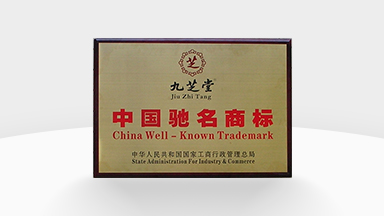 芝
九芝堂
Jiu Zhi Tang
中国驰名商标
China Well - Known Trademark
中华人民共和国国家工商行政管理总局
State Administration For Industry & Commerce